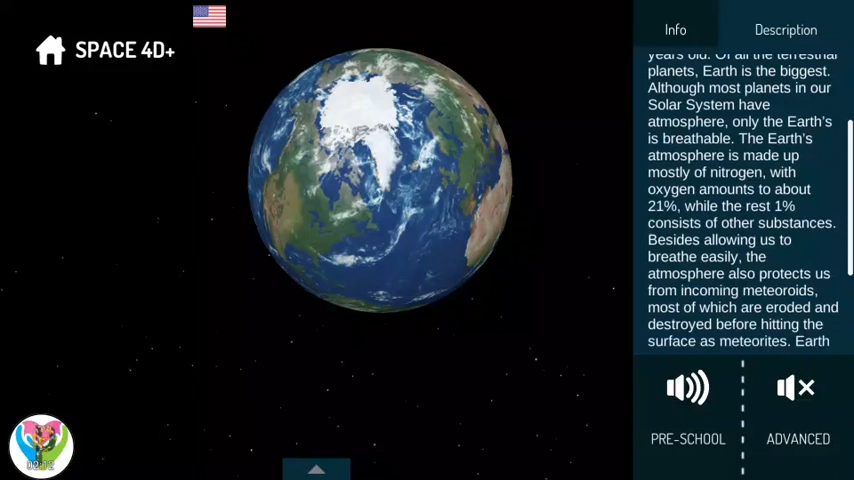 SPACE 4D+
Info
Description
years old. Of all the terrestrial
planets, Earth is the biggest.
Although most planets in our
Solar System have
atmosphere, only the Earth's
is breathable. The Earth's
atmosphere is made up
mostly of nitrogen, with
oxygen amounts to about
21%, while the rest 1%
consists of other substances.
Besides allowing us to
breathe easily, the
atmosphere also protects us
from incoming meteoroids,
most of which are eroded and
destroyed before hitting the
surface as meteorites. Earth
PRE-SCHOOL
ADVANCED